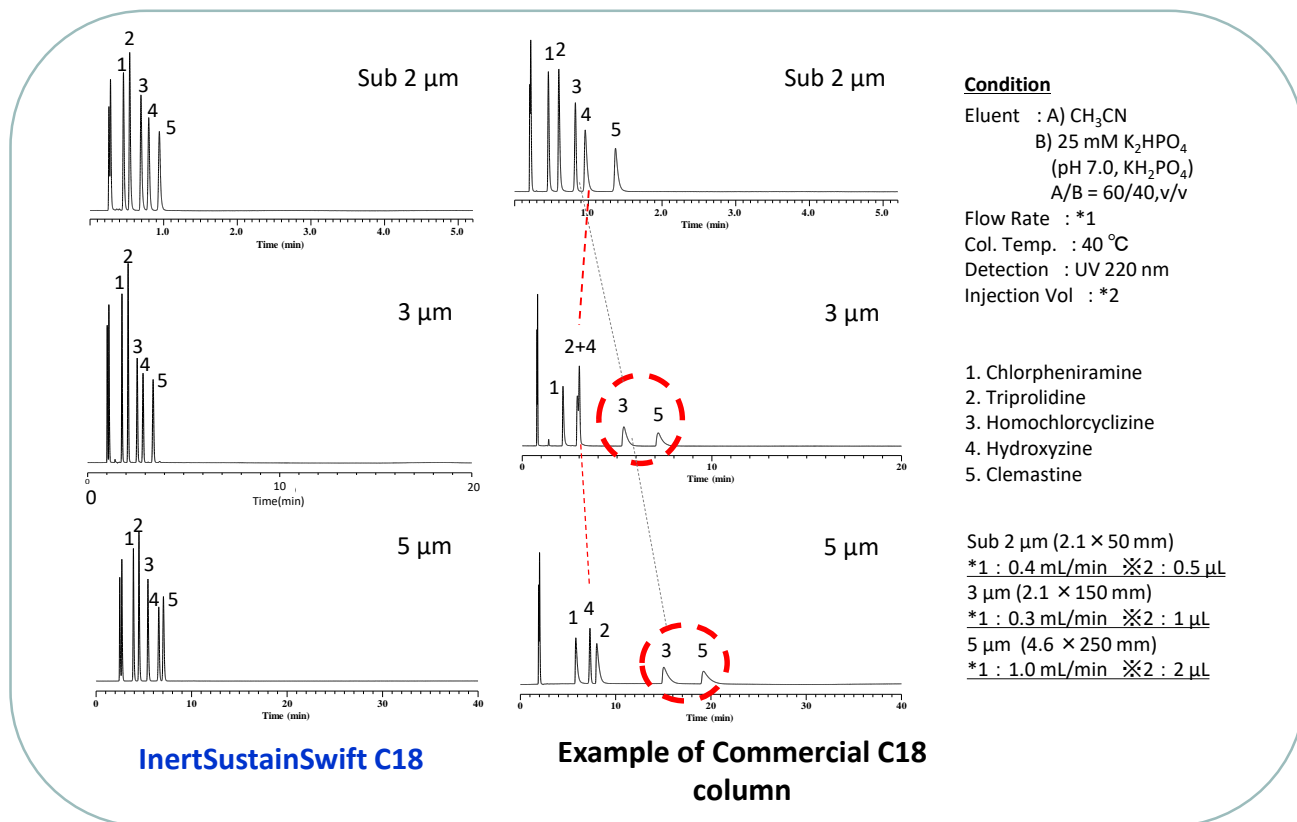 2
1
3
4
5
Sub 2 µm
1.0
2.0
3.0
4.0
5.0
Time (min)
1 2
3
4
5
Sub 2 µm
1.0
2.0
3.0
4.0
5.0
Time (min)
2
1
3
4
5
3 µm
0
0
10
20
Time(min)
2+4
1
3
5
3 µm
0
10
20
Time (min)
2
1
3
4 5
5 µm
0
10
20
30
40
Time (min)
1
4
2
3
5
5 µm
0
10
20
30
40
Time (min)
InertSustainSwift C18
Example of Commercial C18
column
Condition
Eluent : A) CH₃CN
B) 25 mM K₂HPO₄
(pH 7.0, KH₂PO₄)
A/B = 60/40,v/v
Flow Rate : *1
Col. Temp. : 40 ℃
Detection : UV 220 nm
Injection Vol : *2
1. Chlorpheniramine
2. Triprolidine
3. Homochlorcyclizine
4. Hydroxyzine
5. Clemastine
Sub 2 µm (2.1 × 50 mm)
*1 : 0.4 mL/min ※2 : 0.5 µL
3 µm (2.1 × 150 mm)
*1 : 0.3 mL/min ※2 : 1 µL
5 µm (4.6 × 250 mm)
*1 : 1.0 mL/min ※2 : 2 µL